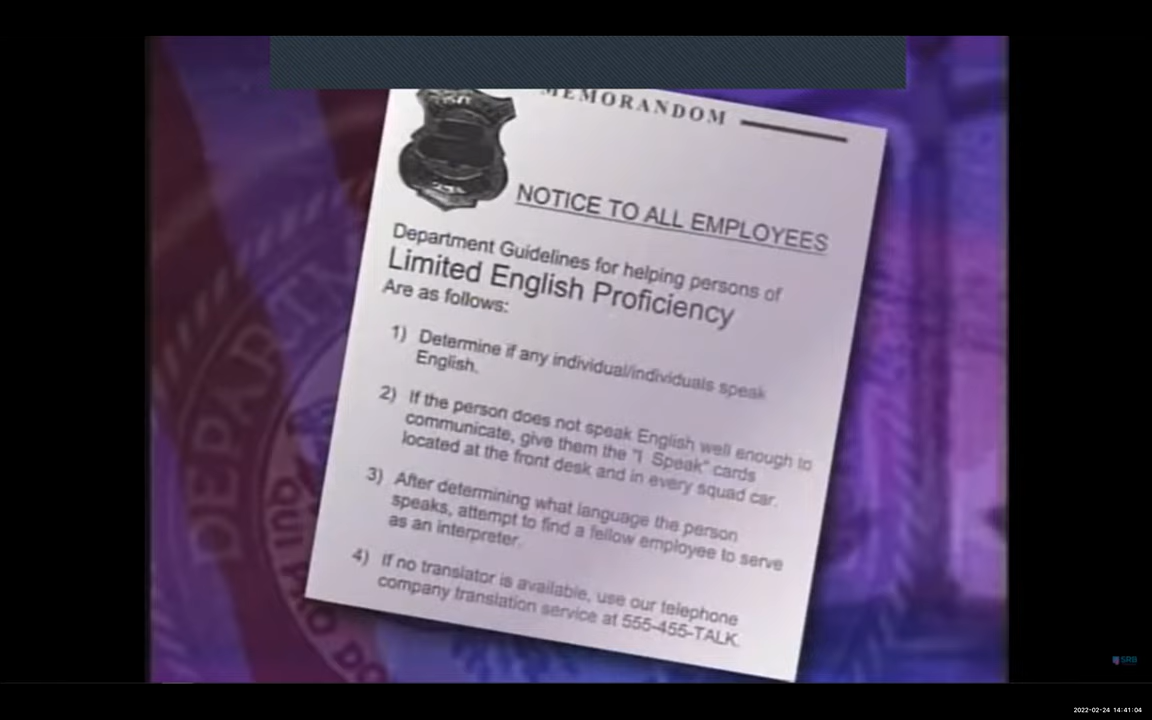 MEMORANDOM
NOTICE TO ALL EMPLOYEES
Department Guidelines for helping persons of
Limited English Proficiency
Are as follows:
1) Determine if any individual/individuals speak
English.
2) If the person does not speak English well enough to
communicate, give them the "I Speak" cards
located at the front desk and in every squad car.
3) After determining what language the person
speaks, attempt to find a fellow employee to serve
as an interpreter.
4) If no translator is available, use our telephone
company translation service at 555-455-TALK.
QUI PRO DO
SRB
2022-02-24 14:41:04